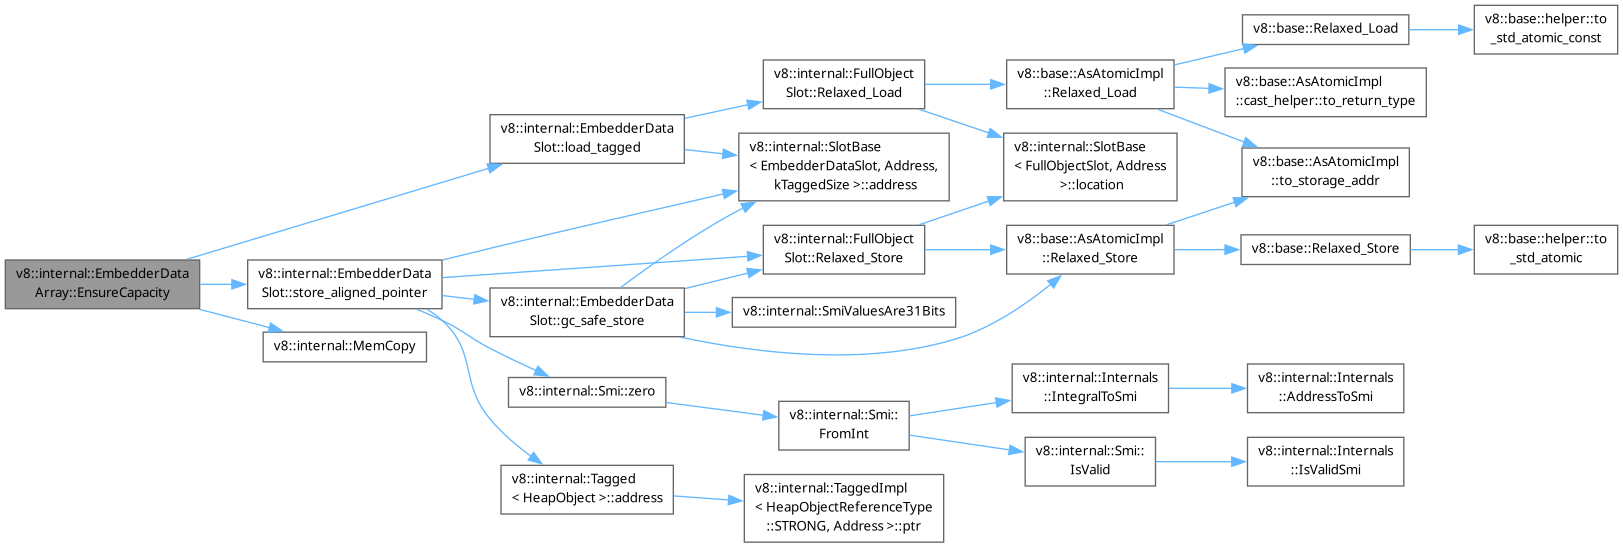 v8::internal::EmbedderData
Array::EnsureCapacity
v8::internal::EmbedderData
Slot::load_tagged
v8::internal::FullObject
Slot::Relaxed_Load
v8::base::AsAtomicImpl
::Relaxed_Load
v8::base::Relaxed_Load
v8::base::helper::to
_std_atomic_const
v8::base::AsAtomicImpl
::cast_helper::to_return_type
v8::base::AsAtomicImpl
::to_storage_addr
v8::internal::SlotBase
< FullObjectSlot, Address
>::location
v8::internal::SlotBase
< EmbedderDataSlot, Address,
kTaggedSize >::address
v8::internal::EmbedderData
Slot::store_aligned_pointer
v8::internal::FullObject
Slot::Relaxed_Store
v8::base::AsAtomicImpl
::Relaxed_Store
v8::base::Relaxed_Store
v8::base::helper::to
_std_atomic
v8::internal::EmbedderData
Slot::gc_safe_store
v8::internal::SmiValuesAre31Bits
v8::internal::MemCopy
v8::internal::Smi::zero
v8::internal::Smi::
FromInt
v8::internal::Internals
::IntegralToSmi
v8::internal::Internals
::AddressToSmi
v8::internal::Smi::
IsValid
v8::internal::Internals
::IsValidSmi
v8::internal::Tagged
< HeapObject >::address
v8::internal::TaggedImpl
< HeapObjectReferenceType
::STRONG, Address >::ptr